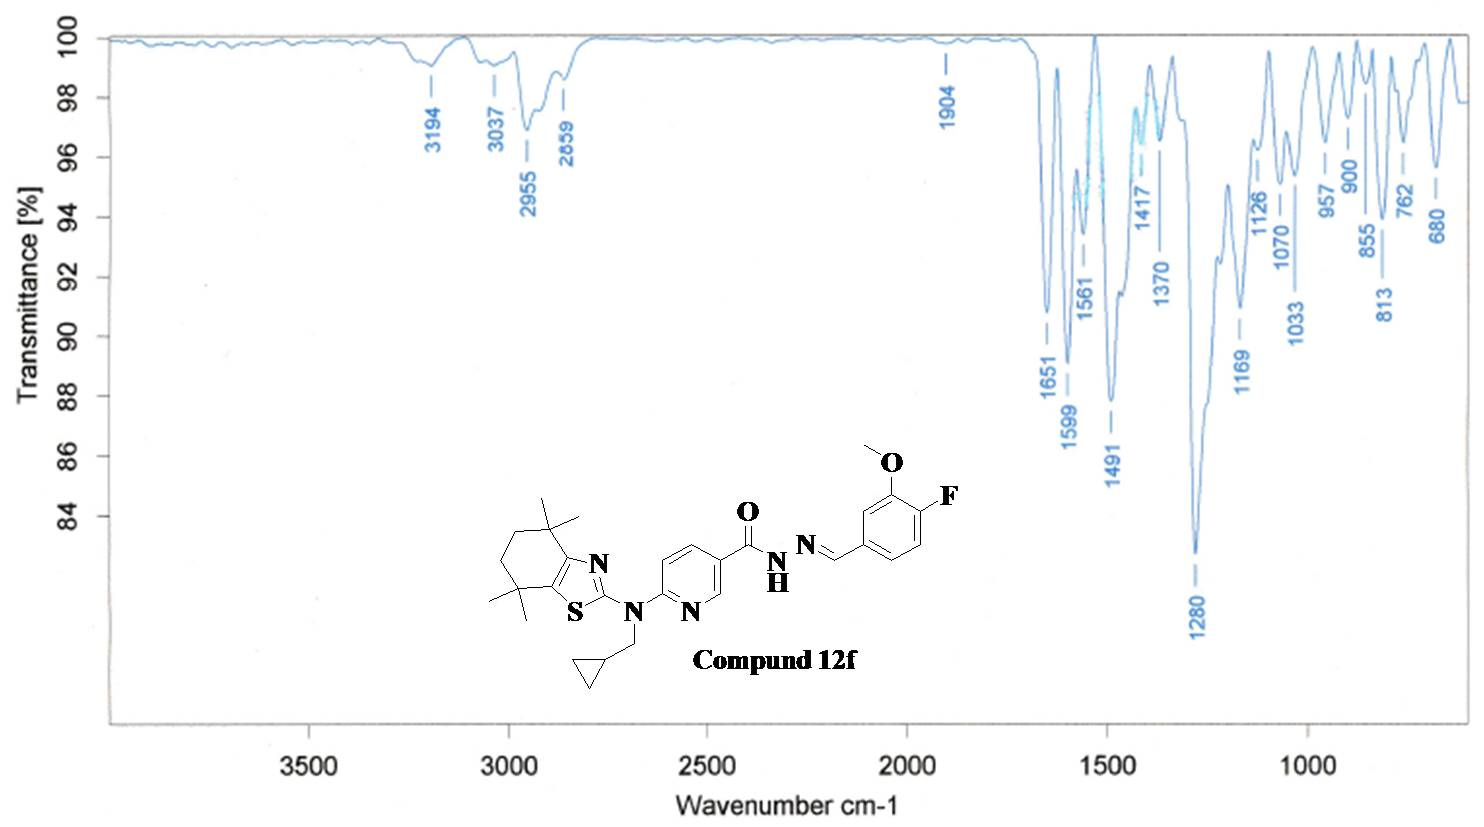 Transmittance [%]
100
98
96
94
92
90
88
86
84
3194
3037
2955
2859
1904
1651
1599
1561
1491
1417
1370
1280
1169
1126
1070
1033
957
900
855
813
762
680
O
F
O
N
N
H
N
S
N
N
Compund 12f
3500
3000
2500
2000
1500
1000
Wavenumber cm-1